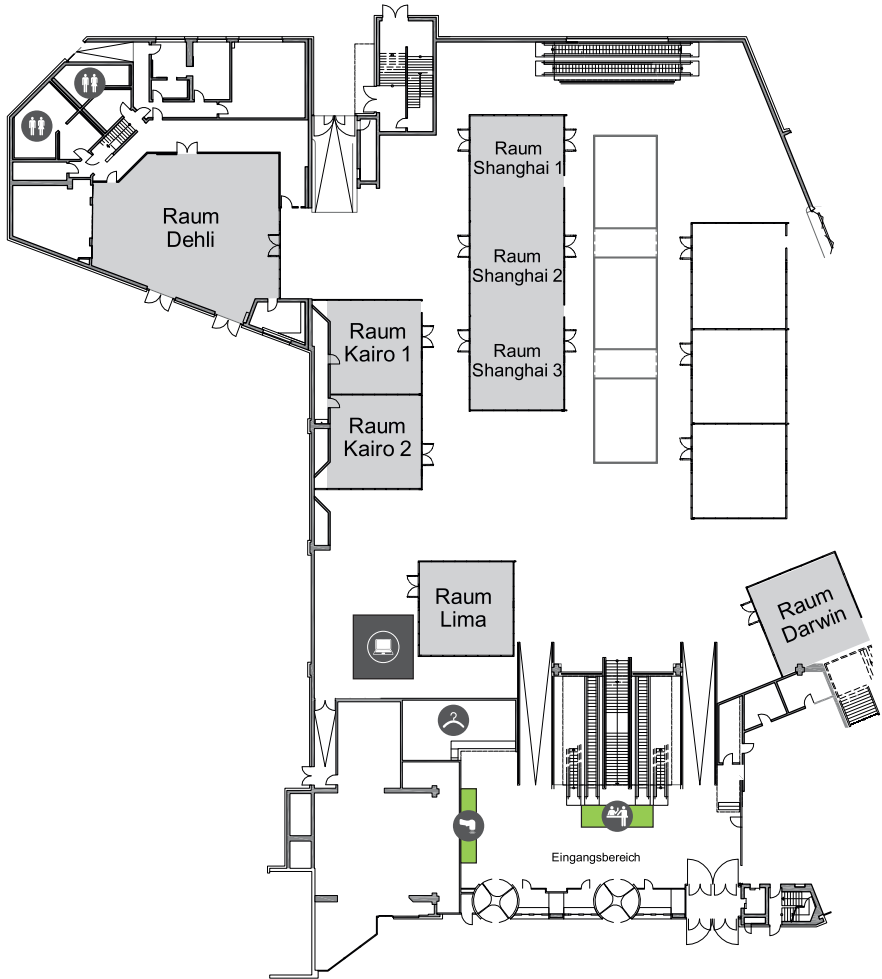 Raum
Shanghai 1
Raum
Dehli
Raum
Shanghai 2
Raum
Kairo 1
Raum
Shanghai 3
Raum
Kairo 2
Raum
Lima
Raum
Darwin
?
Eingangsbereich